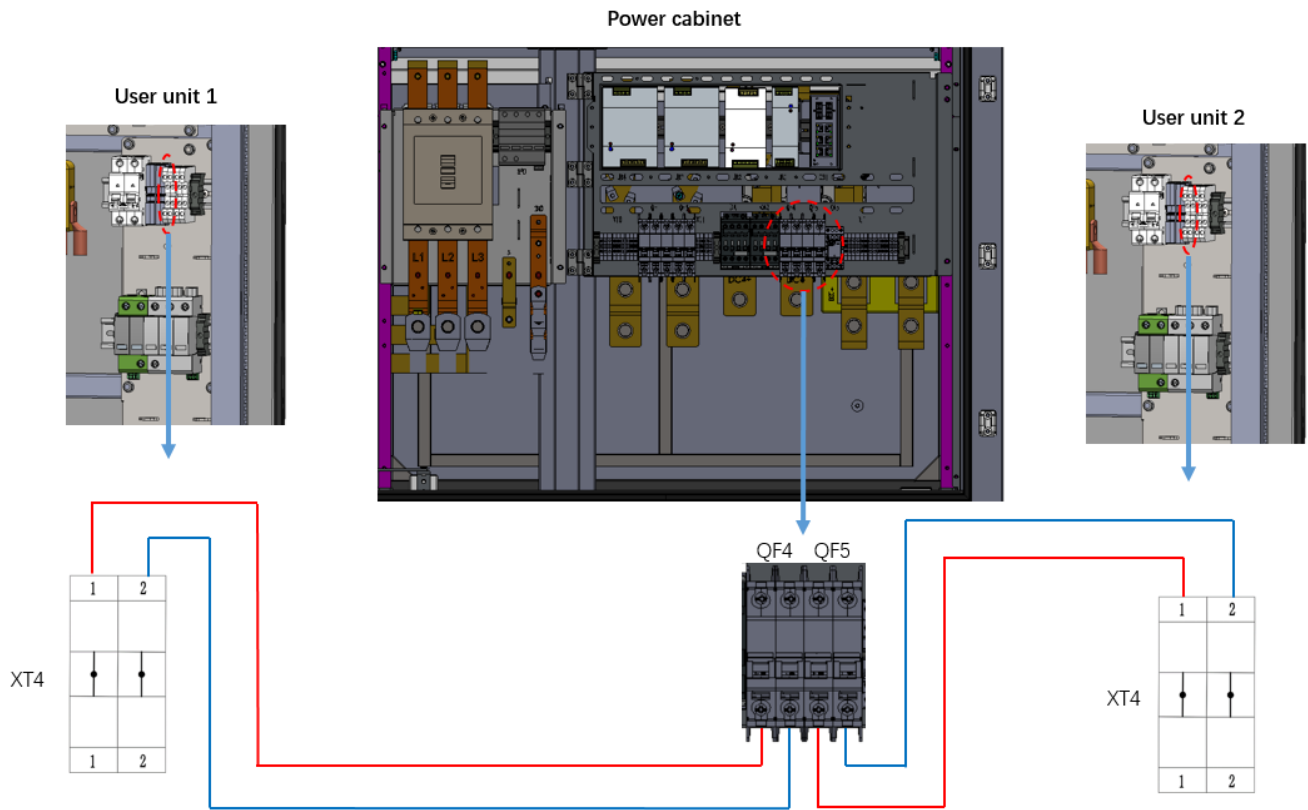 Power cabinet
User unit 1
User unit 2
L1 L2 L3
QF4 QF5
1 2
1 2
XT4
XT4
1 2
1 2